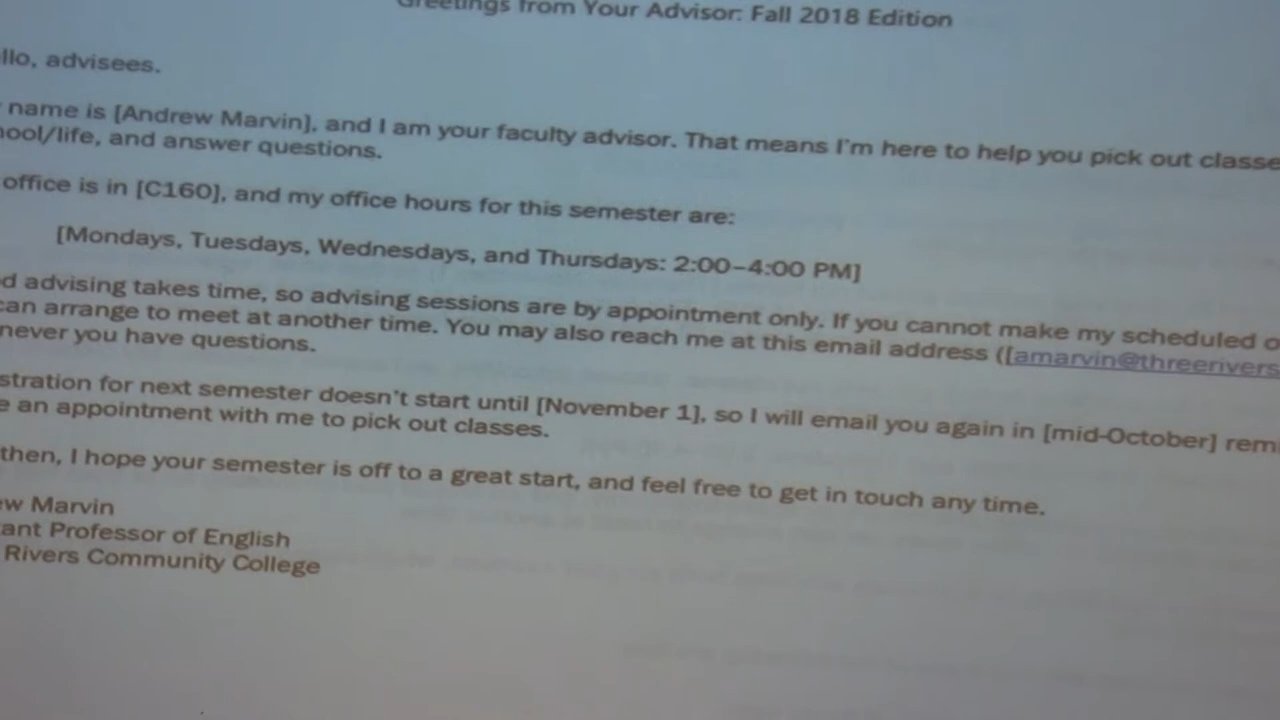 Greetings from Your Advisor: Fall 2018 Edition
llo, advisees.
name is [Andrew Marvin], and I am your faculty advisor. That means I'm here to help you pick out classe
ool/life, and answer questions.
office is in [C160], and my office hours for this semester are:
[Mondays, Tuesdays, Wednesdays, and Thursdays: 2:00–4:00 PM]
d advising takes time, so advising sessions are by appointment only. If you cannot make my scheduled o
can arrange to meet at another time. You may also reach me at this email address ([amarvin@threerivers
never you have questions.
stration for next semester doesn't start until [November 1], so I will email you again in [mid-October] rem
e an appointment with me to pick out classes.
then, I hope your semester is off to a great start, and feel free to get in touch any time.
ew Marvin
ant Professor of English
Rivers Community College